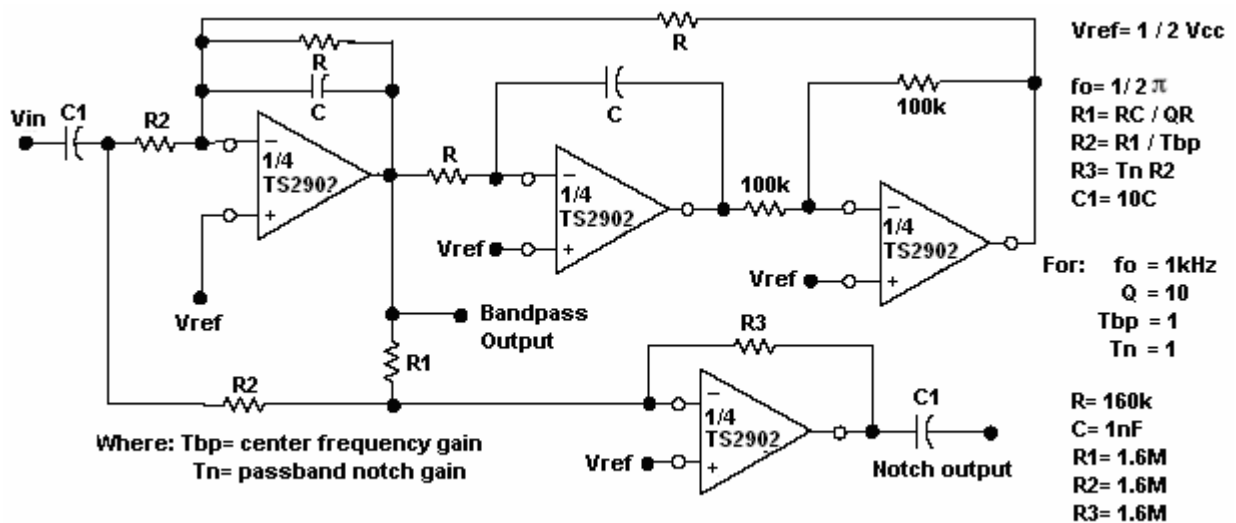 R
Vref= 1 / 2 Vcc
R
C
C
100k
fo= 1/ 2 π
R1= RC / QR
R2= R1 / Tbp
R3= Tn R2
C1= 10C
Vin
C1
R2
−
1/4
TS2902
+
R
−
1/4
TS2902
+
100k
−
1/4
TS2902
+
Vref
Vref
Vref
For: fo = 1kHz
Q = 10
Tbp = 1
Tn = 1
Bandpass
Output
R1
R3
R2
−
1/4
TS2902
+
C1
Vref
Notch output
Where: Tbp= center frequency gain
Tn= passband notch gain
R= 160k
C= 1nF
R1= 1.6M
R2= 1.6M
R3= 1.6M